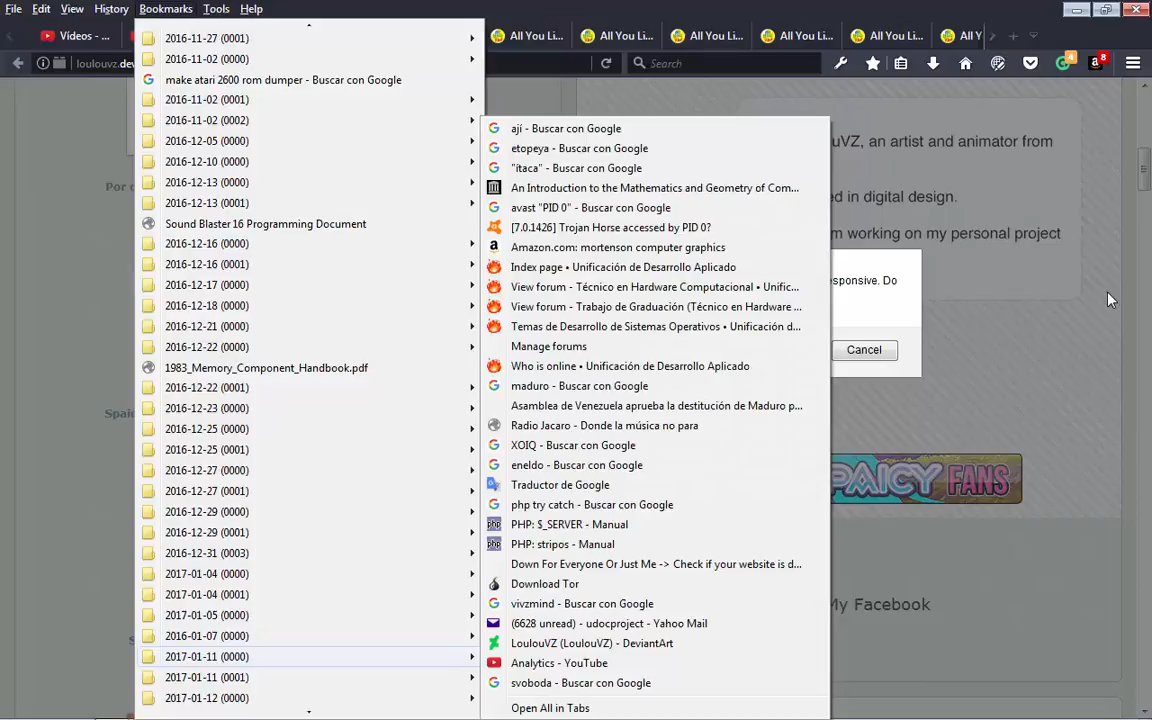 File Edit View History Bookmarks Tools Help
Vídeos - ...
All You Li... All You Li... All You Li... All You Li... All You Li... All Y
loulouvz.dev
Search
4
8
2016-11-27 (0001)
2016-11-02 (0000)
make atari 2600 rom dumper - Buscar con Google
2016-11-02 (0001)
2016-11-02 (0002)
2016-12-05 (0000)
2016-12-10 (0000)
2016-12-13 (0000)
2016-12-13 (0001)
Sound Blaster 16 Programming Document
2016-12-16 (0000)
2016-12-16 (0001)
2016-12-17 (0000)
2016-12-18 (0000)
2016-12-21 (0000)
2016-12-22 (0000)
1983_Memory_Component_Handbook.pdf
2016-12-22 (0001)
2016-12-23 (0000)
2016-12-25 (0000)
2016-12-25 (0001)
2016-12-27 (0000)
2016-12-27 (0001)
2016-12-29 (0000)
2016-12-29 (0001)
2016-12-31 (0003)
2017-01-04 (0000)
2017-01-04 (0001)
2017-01-05 (0000)
2016-01-07 (0000)
2017-01-11 (0000)
2017-01-11 (0001)
2017-01-12 (0000)
ají - Buscar con Google
etopeya - Buscar con Google
"ítaca" - Buscar con Google
An Introduction to the Mathematics and Geometry of Com...
avast "PID 0" - Buscar con Google
[7.0.1426] Trojan Horse accessed by PID 0?
Amazon.com: mortenson computer graphics
Index page • Unificación de Desarrollo Aplicado
View forum - Técnico en Hardware Computacional • Unific...
View forum - Trabajo de Graduación (Técnico en Hardware ...
Temas de Desarrollo de Sistemas Operativos • Unificación d...
Manage forums
Who is online • Unificación de Desarrollo Aplicado
maduro - Buscar con Google
Asamblea de Venezuela aprueba la destitución de Maduro p...
Radio Jacaro - Donde la música no para
XOIQ - Buscar con Google
eneldo - Buscar con Google
Traductor de Google
php try catch - Buscar con Google
PHP: $_SERVER - Manual
PHP: stripos - Manual
Down For Everyone Or Just Me -> Check if your website is d...
Download Tor
vivzmind - Buscar con Google
(6628 unread) - udocproject - Yahoo Mail
LoulouVZ (LoulouVZ) - DeviantArt
Analytics - YouTube
svoboda - Buscar con Google
Open All in Tabs
Por
Spaic
uVZ, an artist and animator from
ed in digital design.
m working on my personal project
sponsive. Do
Cancel
PAICY FANS
My Facebook